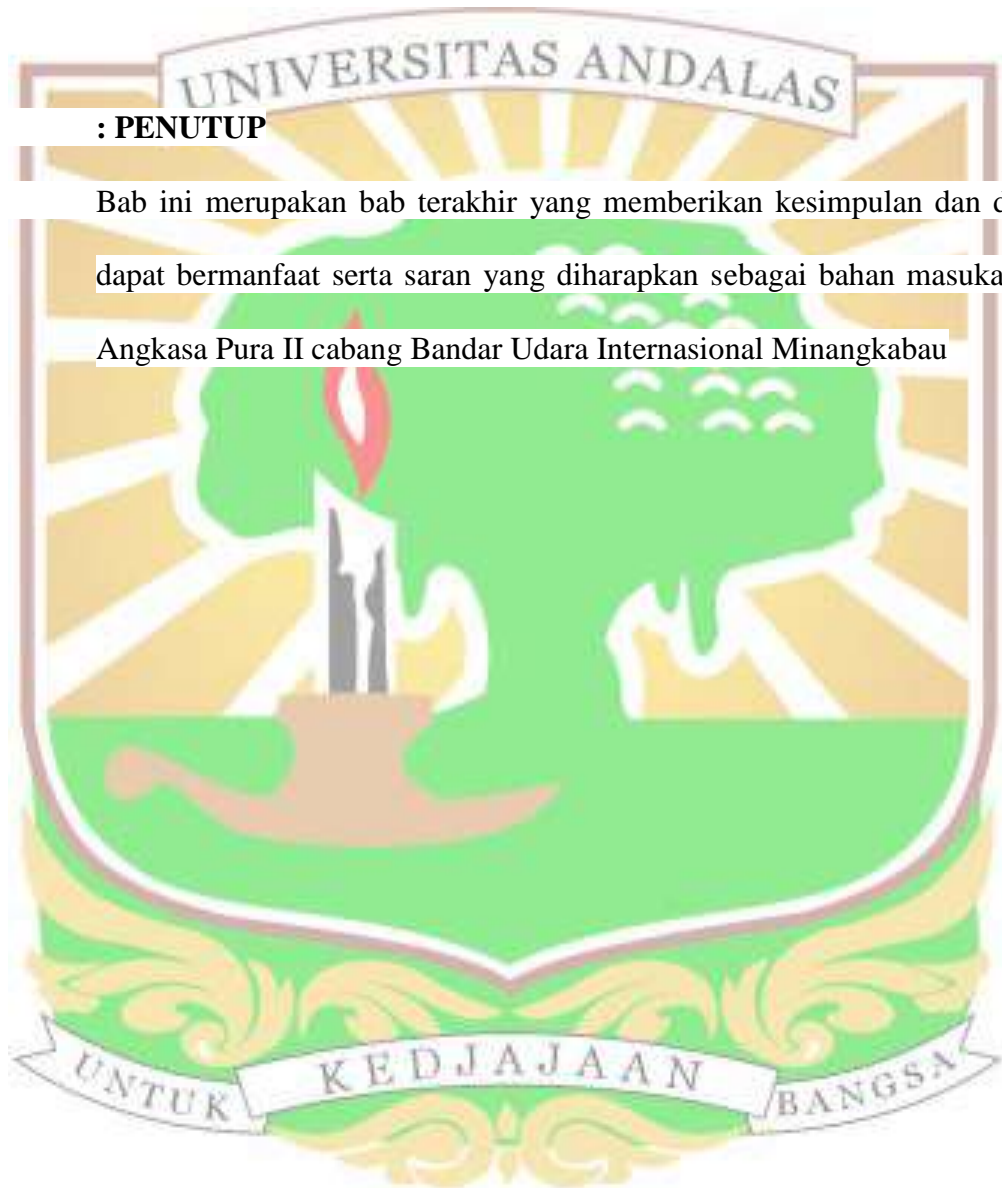 UNIVERSITAS ANDALAS
: PENUTUP
Bab ini merupakan bab terakhir yang memberikan kesimpulan dan
dapat bermanfaat serta saran yang diharapkan sebagai bahan
Angkasa Pura II cabang Bandar Udara Internasional Minangkabau
UNTUK KEDJAJAAN BANGSA